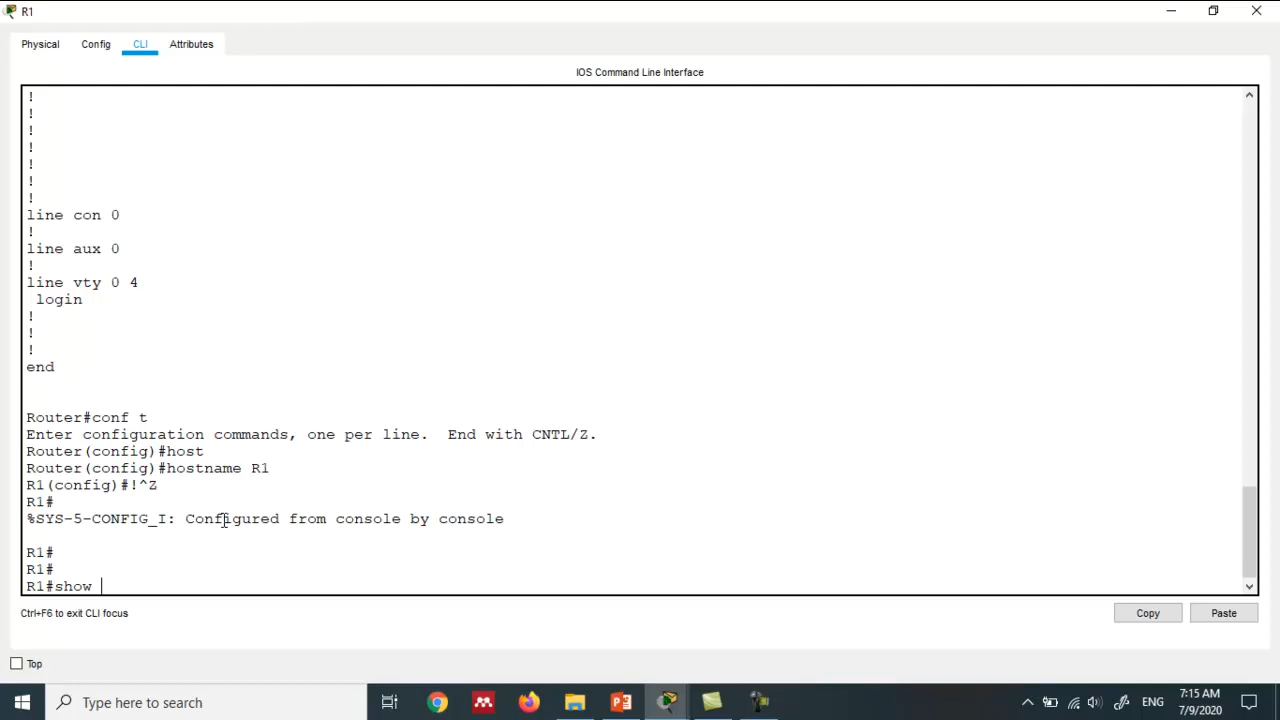 R1
Physical
Config
CLI
Attributes
IOS Command Line Interface
!
!
!
!
!
!
!
line con 0
!
line aux 0
!
line vty 0 4
login
!
!
!
end
Router#conf t
Enter configuration commands, one per line. End with CNTL/Z.
Router(config)#host
Router(config)#hostname R1
R1(config)#!^Z
R1#
%SYS-5-CONFIG_I: Configured from console by console
R1#
R1#
R1#show
Ctrl+F6 to exit CLI focus
Copy
Paste
Top
Type here to search
ENG
7:15 AM
7/9/2020